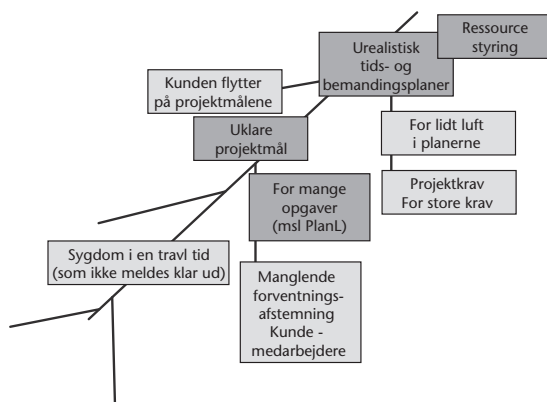 Ressource
styring
Urealistisk
tids- og
bemandingsplaner
Kunden flytter
på projektmålene
For lidt luft
i planerne
Uklare
projektmål
Projektkrav
For store krav
For mange
opgaver
(msl PlanL)
Sygdom i en travl tid
(som ikke meldes klar ud)
Manglende
forventnings-
afstemning
Kunde -
medarbejdere